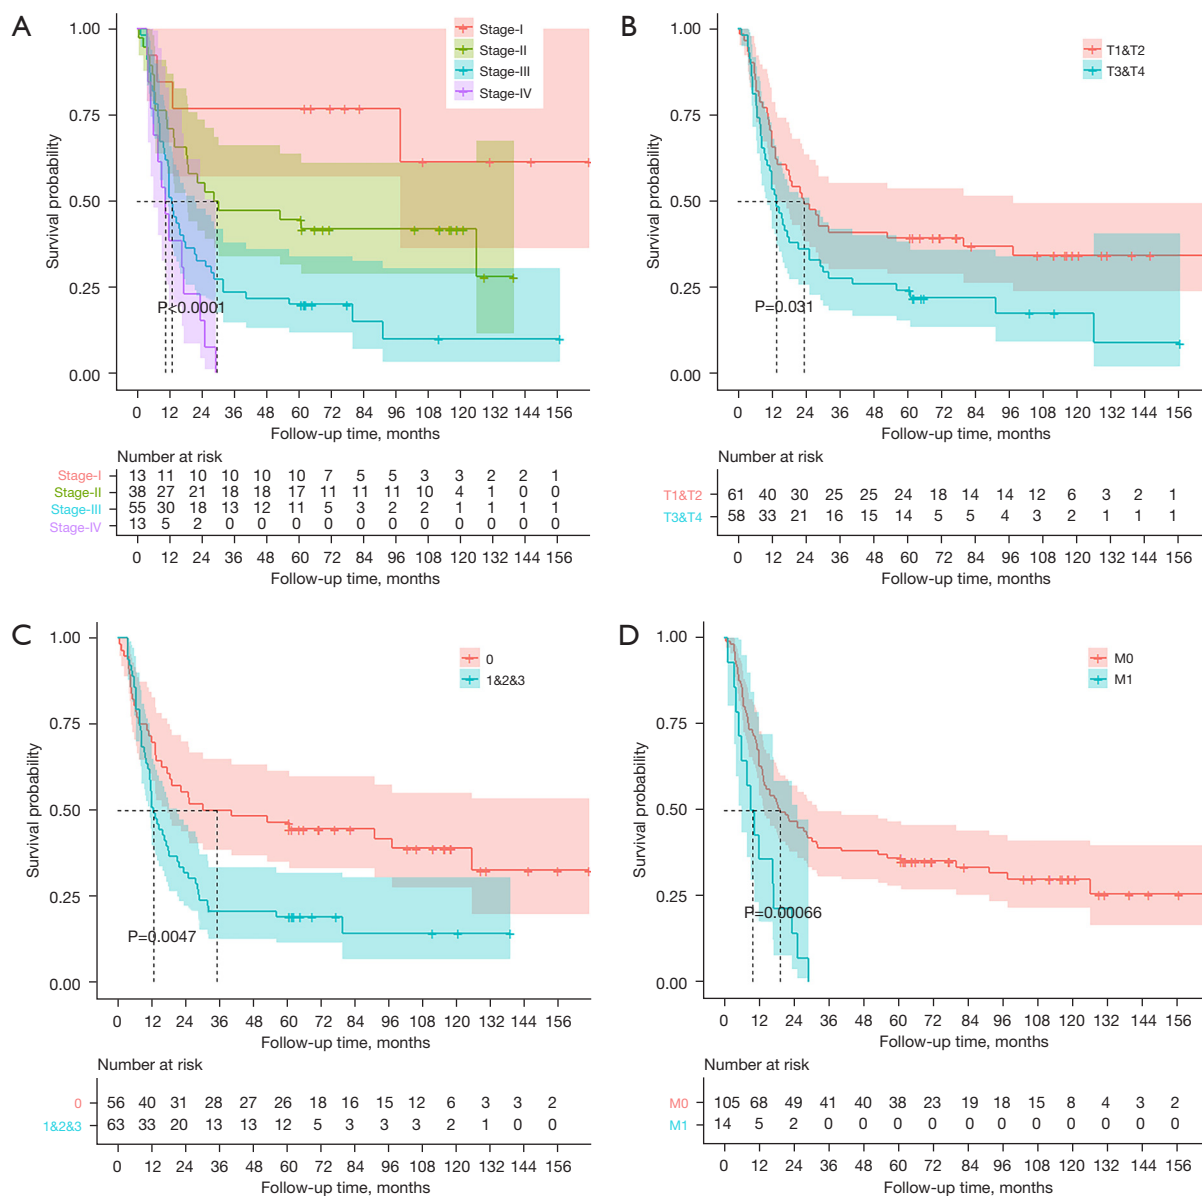 A
Stage-I
Stage-II
Stage-III
Stage-IV
1.00
0.75
0.50
0.25
0.00
Survival probability
P<0.0001
0 12 24 36 48 60 72 84 96 108 120 132 144 156
Follow-up time, months
Number at risk
Stage-I 13 11 10 10 10 10 7 5 5 3 3 2 2 1
Stage-II 38 27 21 18 18 17 11 11 11 10 4 1 0 0
Stage-III 55 30 18 13 12 11 5 3 2 2 1 1 1 1
Stage-IV 13 5 2 0 0 0 0 0 0 0 0 0 0 0
0 12 24 36 48 60 72 84 96 108 120 132 144 156
Follow-up time, months
B
T1&T2
T3&T4
1.00
0.75
0.50
0.25
0.00
Survival probability
P=0.031
0 12 24 36 48 60 72 84 96 108 120 132 144 156
Follow-up time, months
Number at risk
T1&T2 61 40 30 25 25 24 18 14 14 12 6 3 2 1
T3&T4 58 33 21 16 15 14 5 5 4 3 2 1 1 1
0 12 24 36 48 60 72 84 96 108 120 132 144 156
Follow-up time, months
C
0
1&2&3
1.00
0.75
0.50
0.25
0.00
Survival probability
P=0.0047
0 12 24 36 48 60 72 84 96 108 120 144 156
Follow-up time, months
Number at risk
0 56 40 31 28 27 26 18 16 15 12 6 3 3 2
1&2&3 63 33 20 13 13 12 5 3 3 3 2 1 0 0
0 12 24 36 48 60 72 84 96 108 120 132 144 156
Follow-up time, months
D
M0
M1
1.00
0.75
0.50
0.25
0.00
Survival probability
P=0.00066
0 12 24 36 48 60 72 84 96 108 120 132 144 156
Follow-up time, months
Number at risk
M0 105 68 49 41 40 38 23 19 18 15 8 4 3 2
M1 14 5 2 0 0 0 0 0 0 0 0 0 0 0
0 12 24 36 48 60 72 84 96 108 120 132 144 156
Follow-up time, months